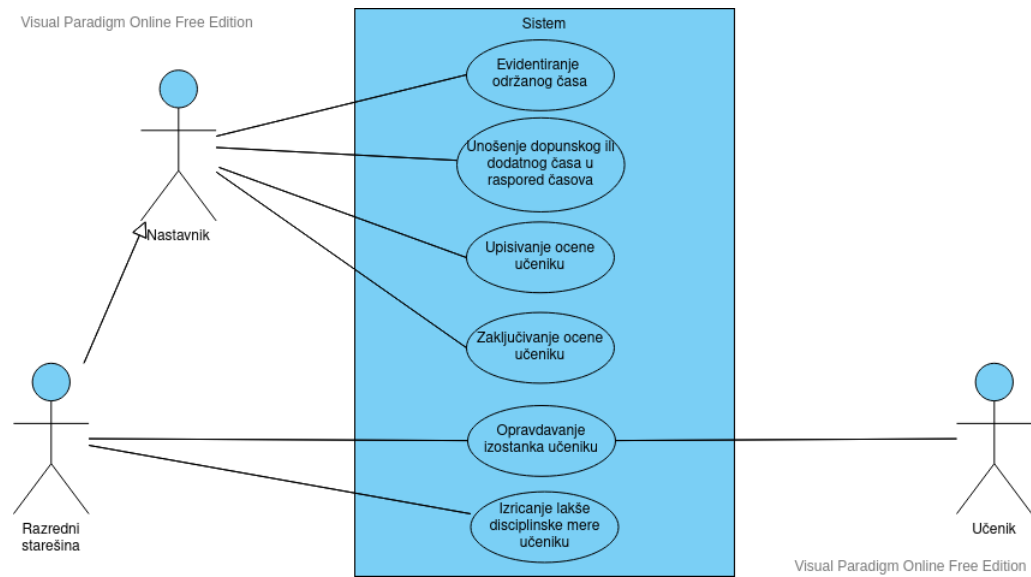 Visual Paradigm Online Free Edition
Sistem
Evidentiranje
održanog časa
Unošenje dopunskog ili
dodatnog časa u
raspored časova
Nastavnik
Upisivanje ocene
učeniku
Zaključivanje ocene
učeniku
Opravdavanje
izostanka učeniku
Razredni
starešina
Izricanje lakše
disciplinske mere
učeniku
Učenik
Visual Paradigm Online Free Edition